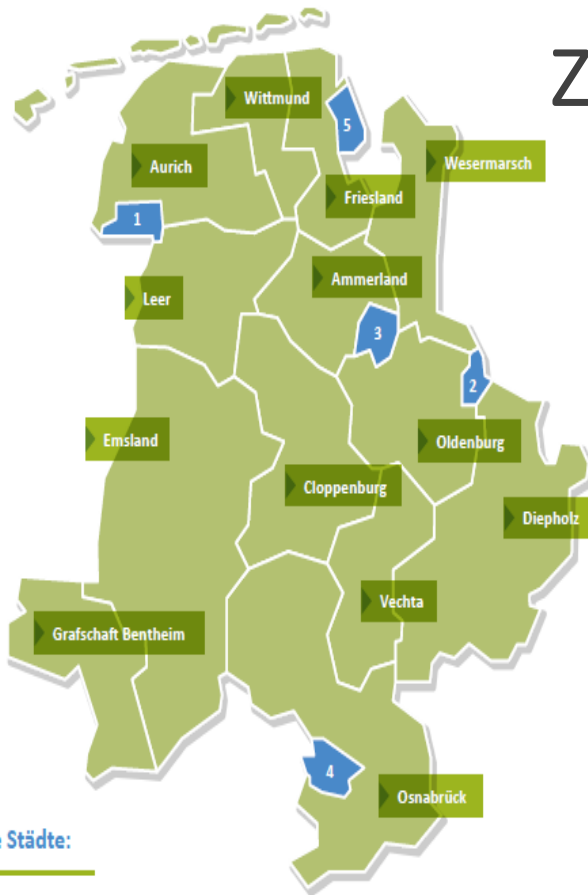 Z
Wittmund
5
Aurich
Wesermarsch
Friesland
1
Ammerland
Leer
3
2
Emsland
Oldenburg
Cloppenburg
Diepholz
Vechta
Grafschaft Bentheim
4
Osnabrück
Städte: